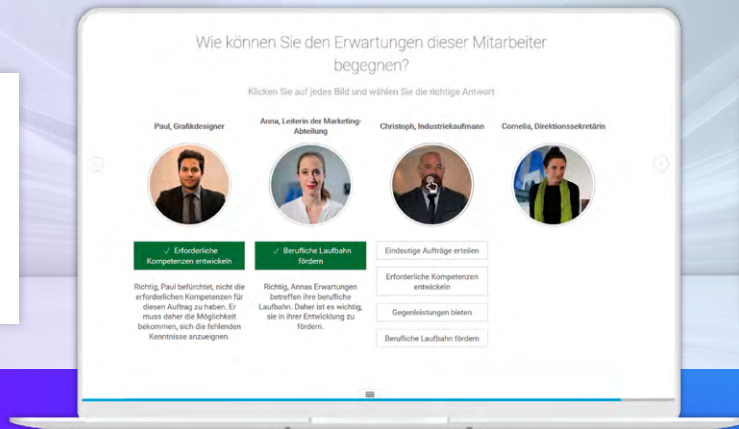 Wie können Sie den Erwartungen dieser Mitarbeiter
begegnen?
Klicken Sie auf jedes Bild und wählen Sie die richtige Antwort
Paul, Grafikdesigner
Anna, Leiterin der Marketing-
Abteilung
Christoph, Industriekaufmann
Cornelia, Direktionssekretärin
✓ Erforderliche
Kompetenzen entwickeln
Richtig, Paul befürchtet, nicht die
erforderlichen Kompetenzen für
diesen Auftrag zu haben. Er
muss daher die Möglichkeit
bekommen, sich die fehlenden
Kenntnisse anzueignen.
✓ Berufliche Laufbahn
fördern
Richtig, Annas Erwartungen
betreffen ihre berufliche
Laufbahn. Daher ist es wichtig,
sie in ihrer Entwicklung zu
fördern.
Eindeutige Aufträge erteilen
Erforderliche Kompetenzen
entwickeln
Gegenleistungen bieten
Berufliche Laufbahn fördern